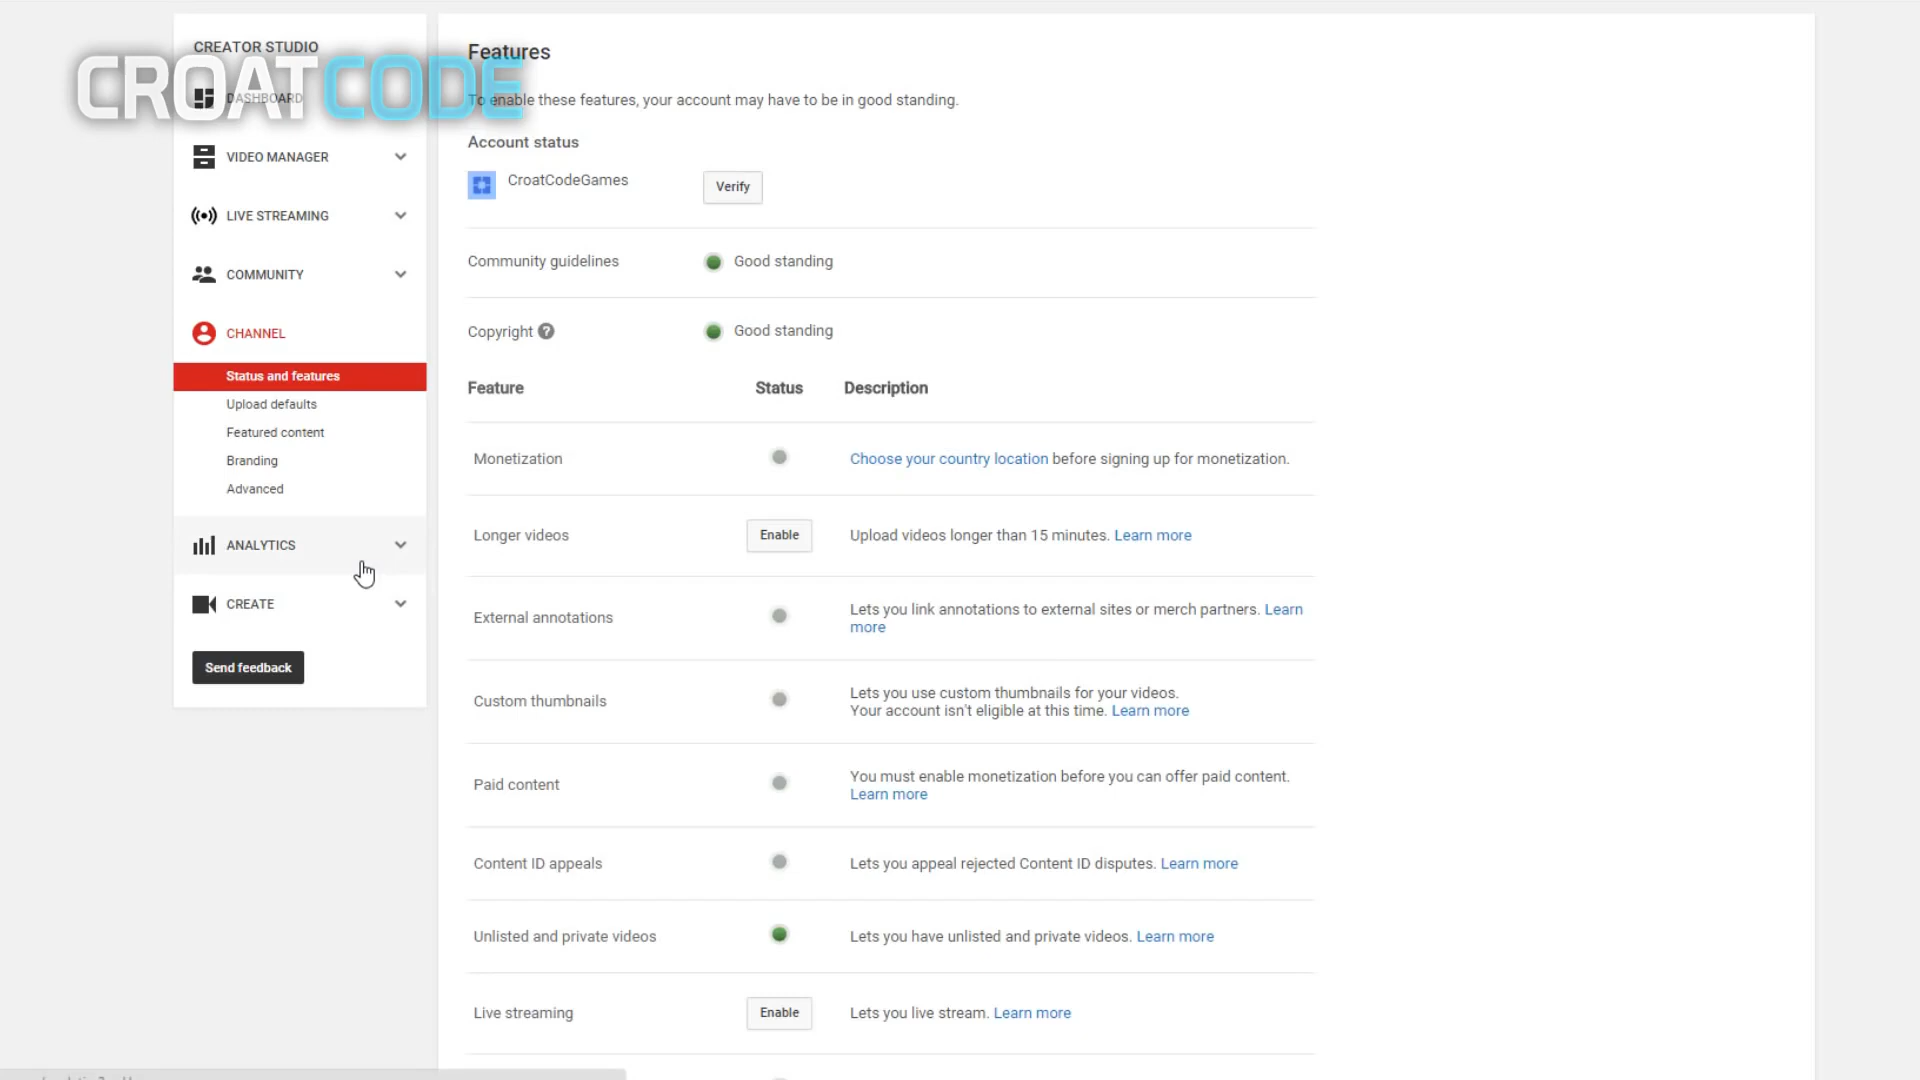 CREATOR STUDIO
CROATCODE
DASHBOARD
VIDEO MANAGER
LIVE STREAMING
COMMUNITY
CHANNEL
Status and features
Upload defaults
Featured content
Branding
Advanced
ANALYTICS
CREATE
Send feedback
Features
To enable these features, your account may have to be in good standing.
Account status
CroatCodeGames Verify
Community guidelines Good standing
Copyright ? Good standing
Feature Status Description
Monetization Choose your country location before signing up for monetization.
Longer videos Enable Upload videos longer than 15 minutes. Learn more
External annotations Lets you link annotations to external sites or merch partners. Learn
more
Custom thumbnails Lets you use custom thumbnails for your videos.
Your account isn't eligible at this time. Learn more
Paid content You must enable monetization before you can offer paid content.
Learn more
Content ID appeals Lets you appeal rejected Content ID disputes. Learn more
Unlisted and private videos Lets you have unlisted and private videos. Learn more
Live streaming Enable Lets you live stream. Learn more